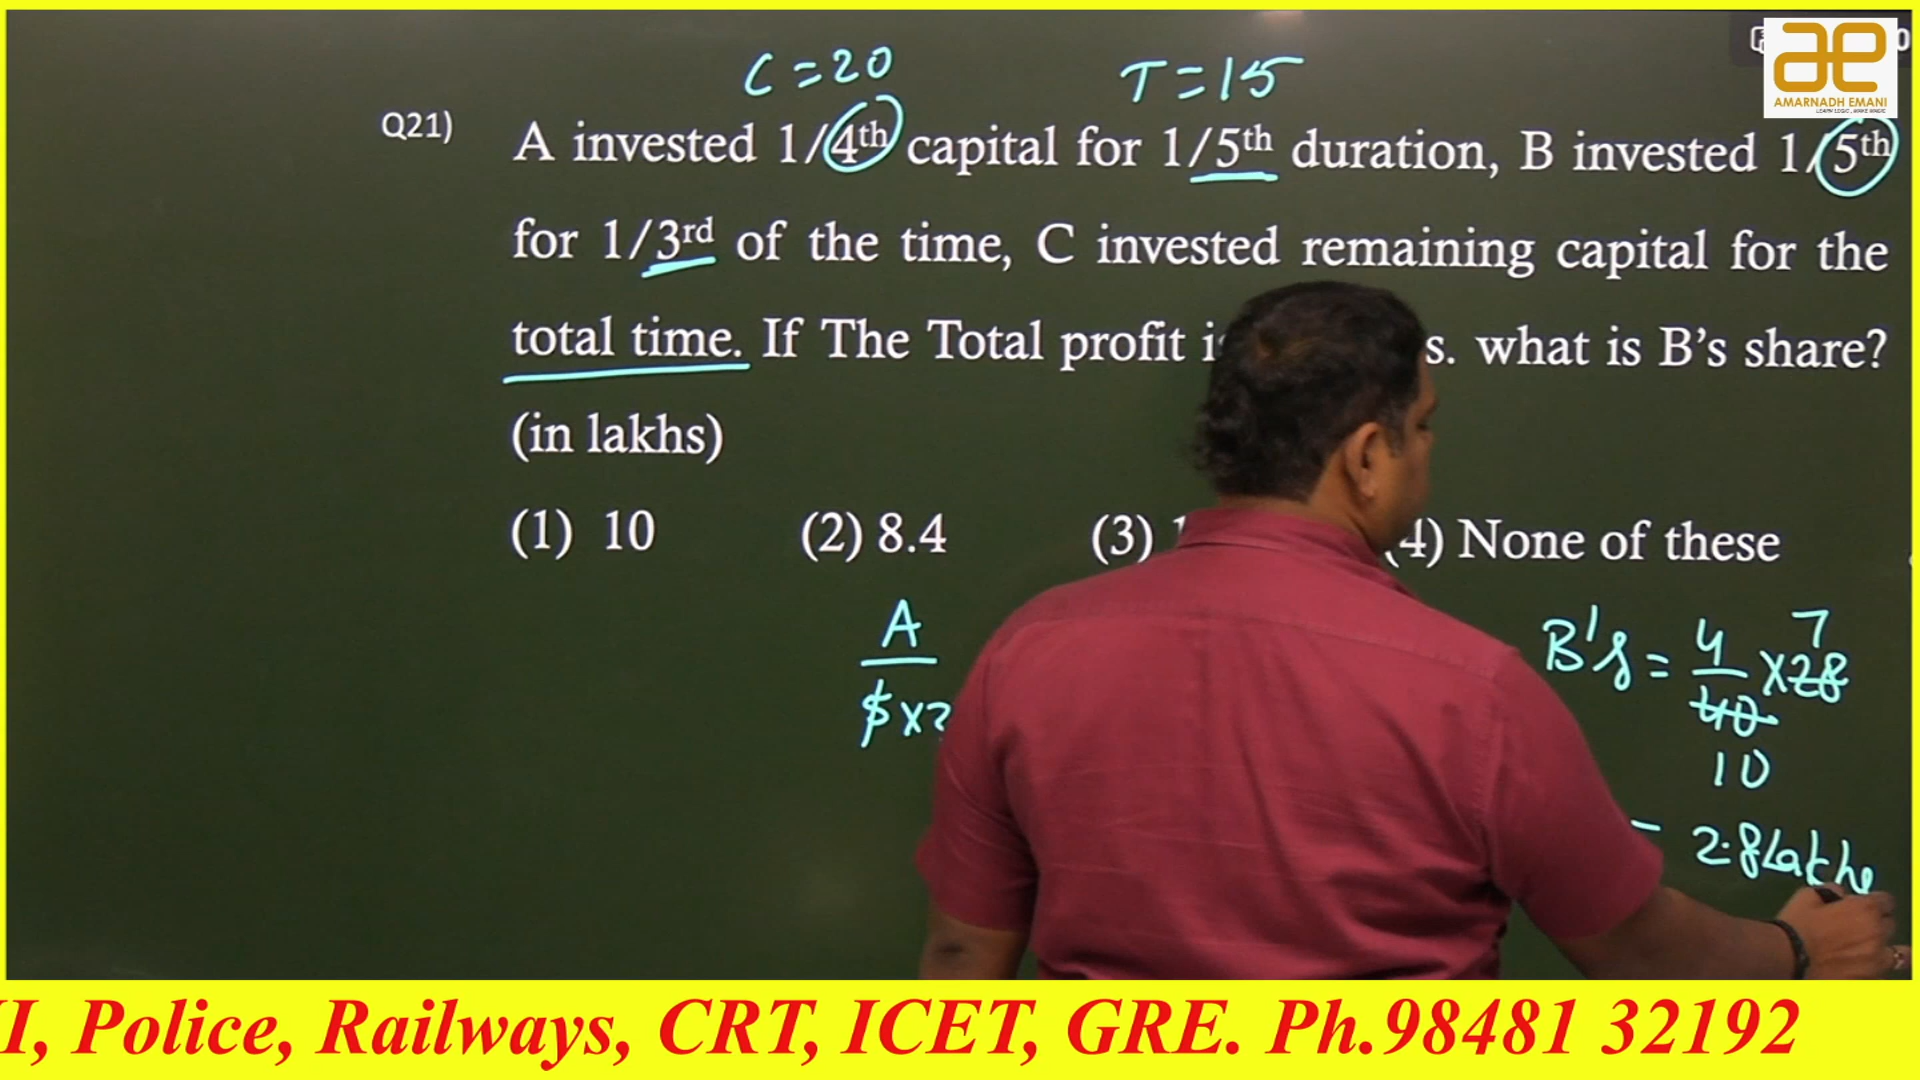 C = 20 T = 15
AMARNADH EMANI
Q21) A invested 1/4th capital for 1/5th duration, B invested 1/5th
for 1/3rd of the time, C invested remaining capital for the
total time. If The Total profit what is B's share?
(in lakhs)
(1) 10 (2) 8.4 (3) 4) None of these
A
5 x 3
B's = 4 7
40 x 28
10
= 2.8 Lakhs
II, Police, Railways, CRT, ICET, GRE. Ph.98481 32192